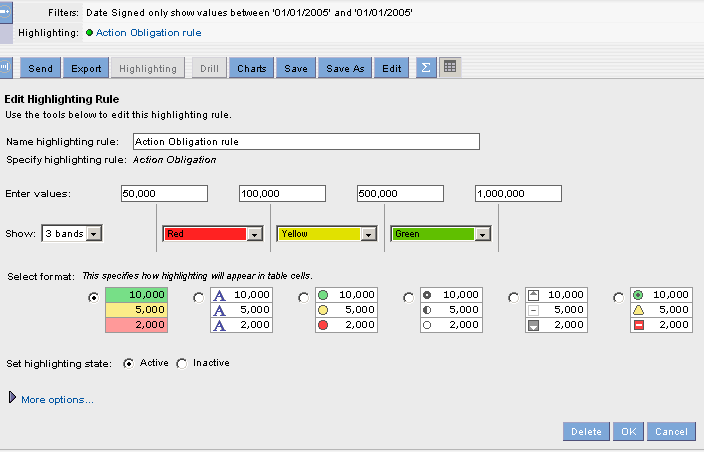 Filters: Date Signed only show values between '01/01/2005' and '01/01/2005'
Highlighting: Action Obligation rule
Send Export Highlighting Drill Charts Save Save As Edit Σ
Edit Highlighting Rule
Use the tools below to edit this highlighting rule.
Name highlighting rule: Action Obligation rule
Specify highlighting rule: Action Obligation
Enter values: 50,000 100,000 500,000 1,000,000
Show: 3 bands Red Yellow Green
Select format: This specifies how highlighting will appear in table cells.
10,000 A 10,000 10,000 10,000 10,000 10,000
5,000 A 5,000 5,000 5,000 5,000 5,000
2,000 A 2,000 2,000 2,000 2,000 2,000
Set highlighting state: Active Inactive
More options...
Delete OK Cancel